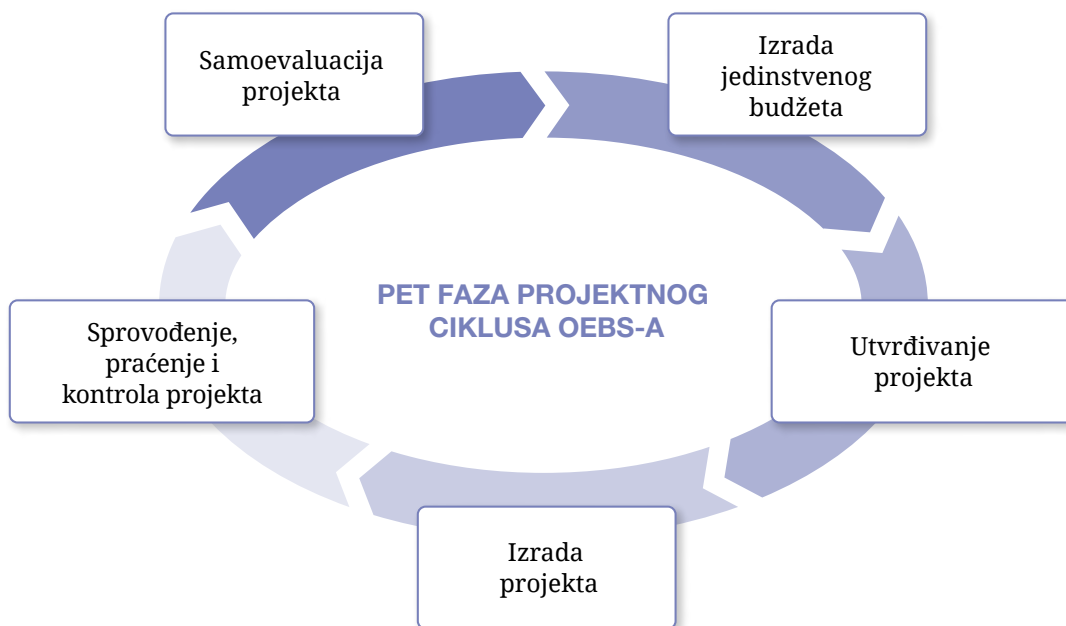 Samoevaluacija
projekta
Izrada
jedinstvenog
budžeta
PET FAZA PROJEKTNOG
CIKLUSA OEBS-A
Sprovođenje,
praćenje i
kontrola projekta
Utvrđivanje
projekta
Izrada
projekta